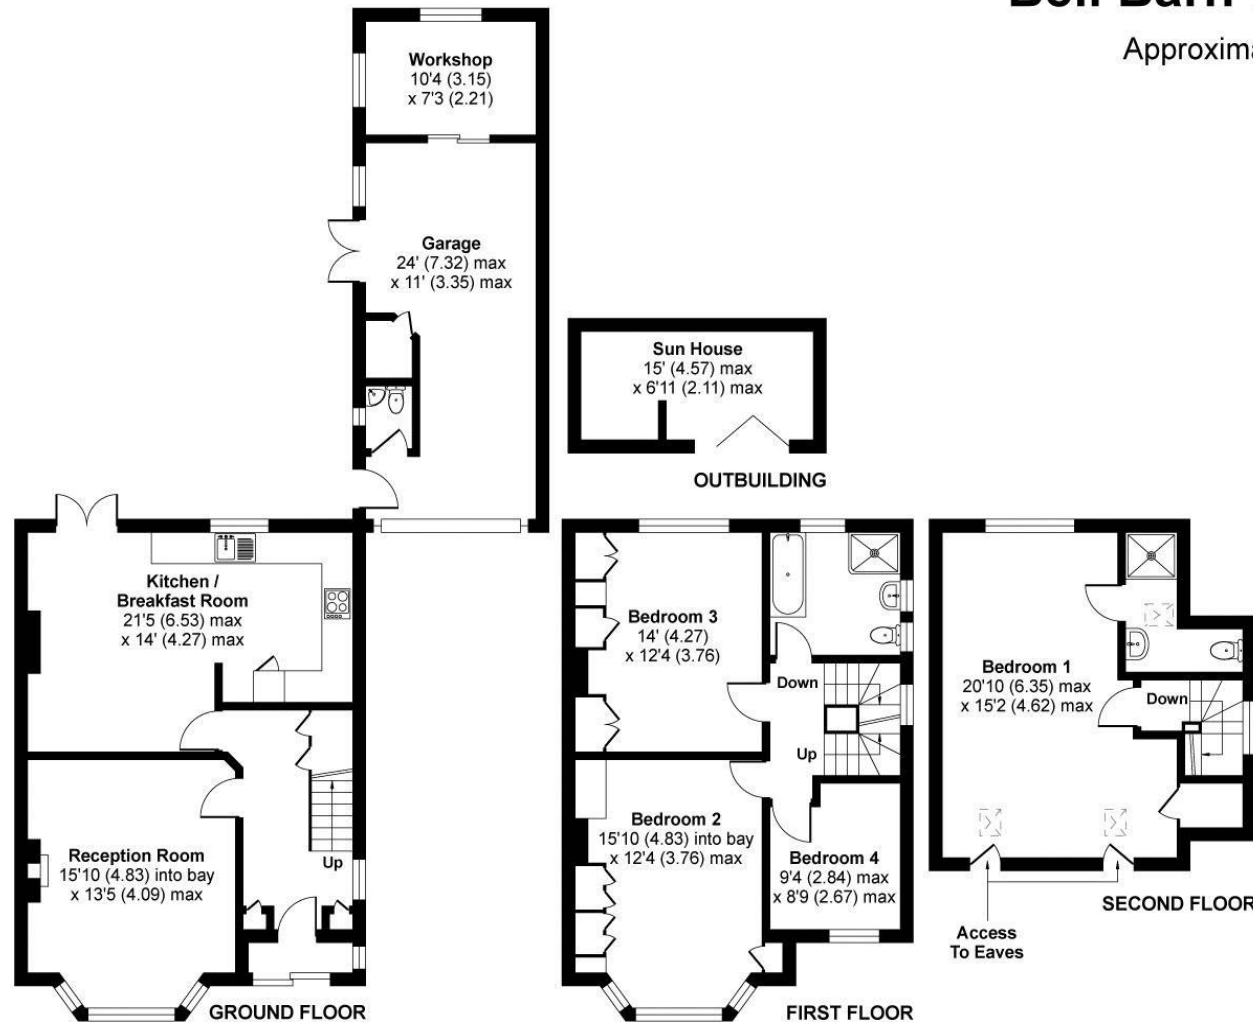 Approxima
Workshop
10'4 (3.15)
x 7'3 (2.21)
Garage
24' (7.32) max
x 11' (3.35) max
Sun House
15' (4.57) max
x 6'11 (2.11) max
OUTBUILDING
Kitchen /
Breakfast Room
21'5 (6.53) max
x 14' (4.27) max
Reception Room
15'10 (4.83) into bay
x 13'5 (4.09) max
Up
GROUND FLOOR
Bedroom 3
14' (4.27)
x 12'4 (3.76)
Down
Up
Bedroom 2
15'10 (4.83) into bay
x 12'4 (3.76) max
Bedroom 4
9'4 (2.84) max
x 8'9 (2.67) max
FIRST FLOOR
Bedroom 1
20'10 (6.35) max
x 15'2 (4.62) max
Down
SECOND FLOOR
Access
To Eaves